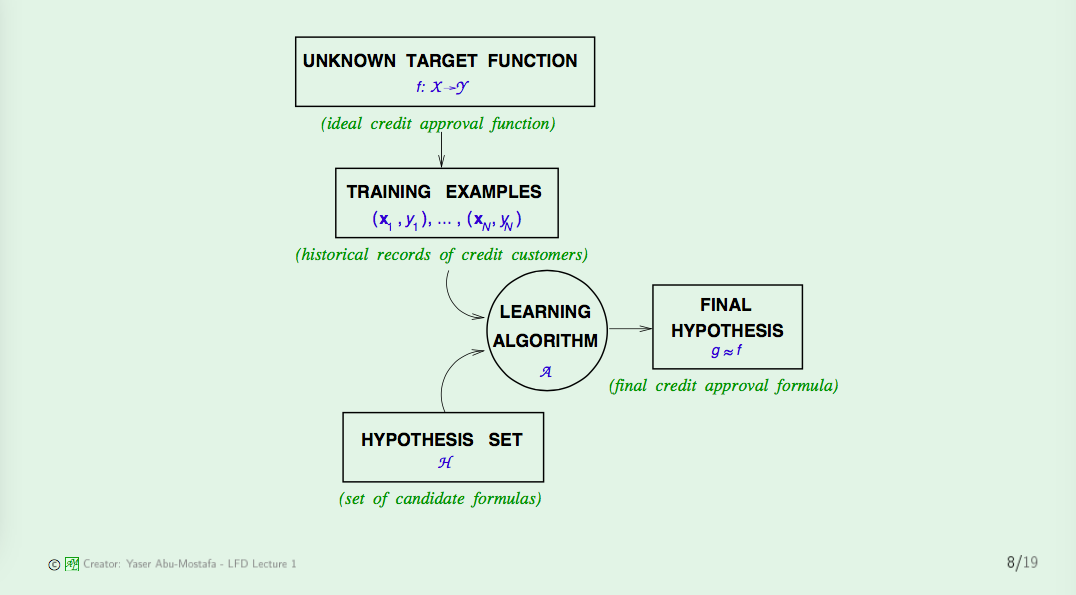 UNKNOWN TARGET FUNCTION
f: 𝒳→𝒴
(ideal credit approval function)
TRAINING EXAMPLES
(x₁, y₁), ... , (x_N, y_N)
(historical records of credit customers)
LEARNING
ALGORITHM
𝒜
FINAL
HYPOTHESIS
g ≈ f
(final credit approval formula)
HYPOTHESIS SET
ℋ
(set of candidate formulas)
© Creator: Yaser Abu-Mostafa - LFD Lecture 1
8/19